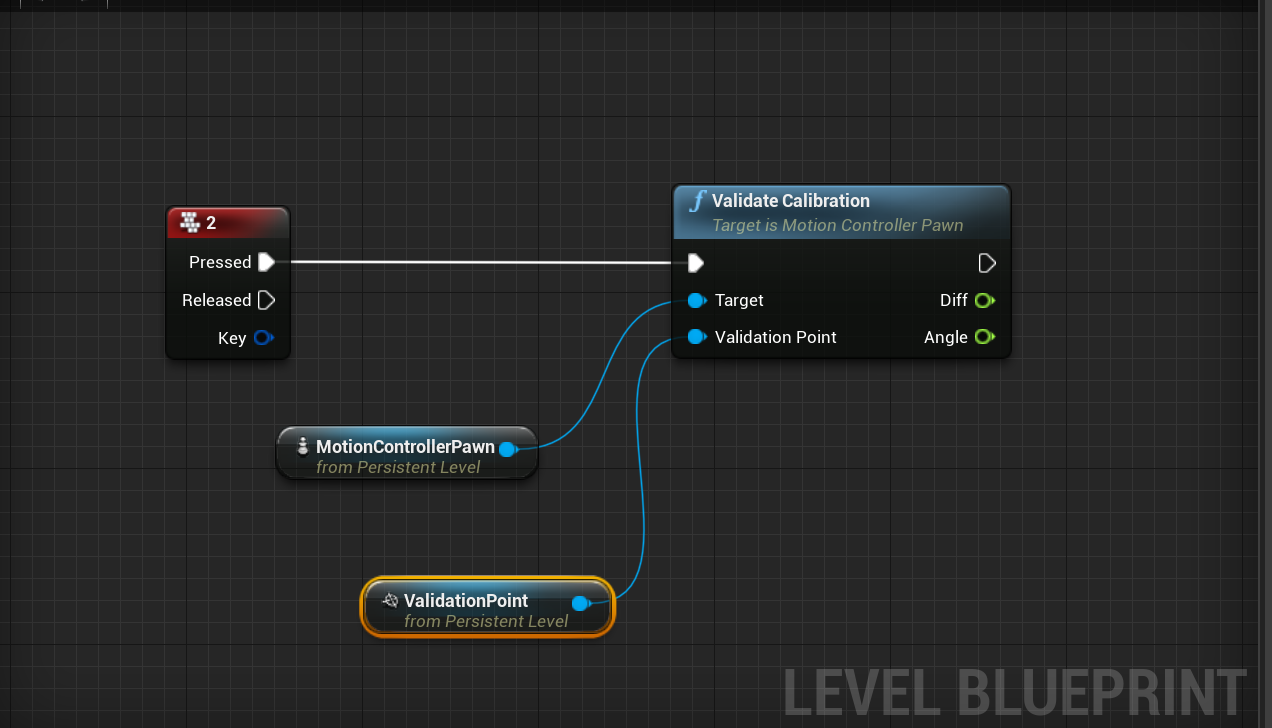 2
Pressed
Released
Key
Validate Calibration
Target is Motion Controller Pawn
Target
Diff
Validation Point
Angle
MotionControllerPawn
from Persistent Level
ValidationPoint
from Persistent Level
LEVEL BLUEPRINT